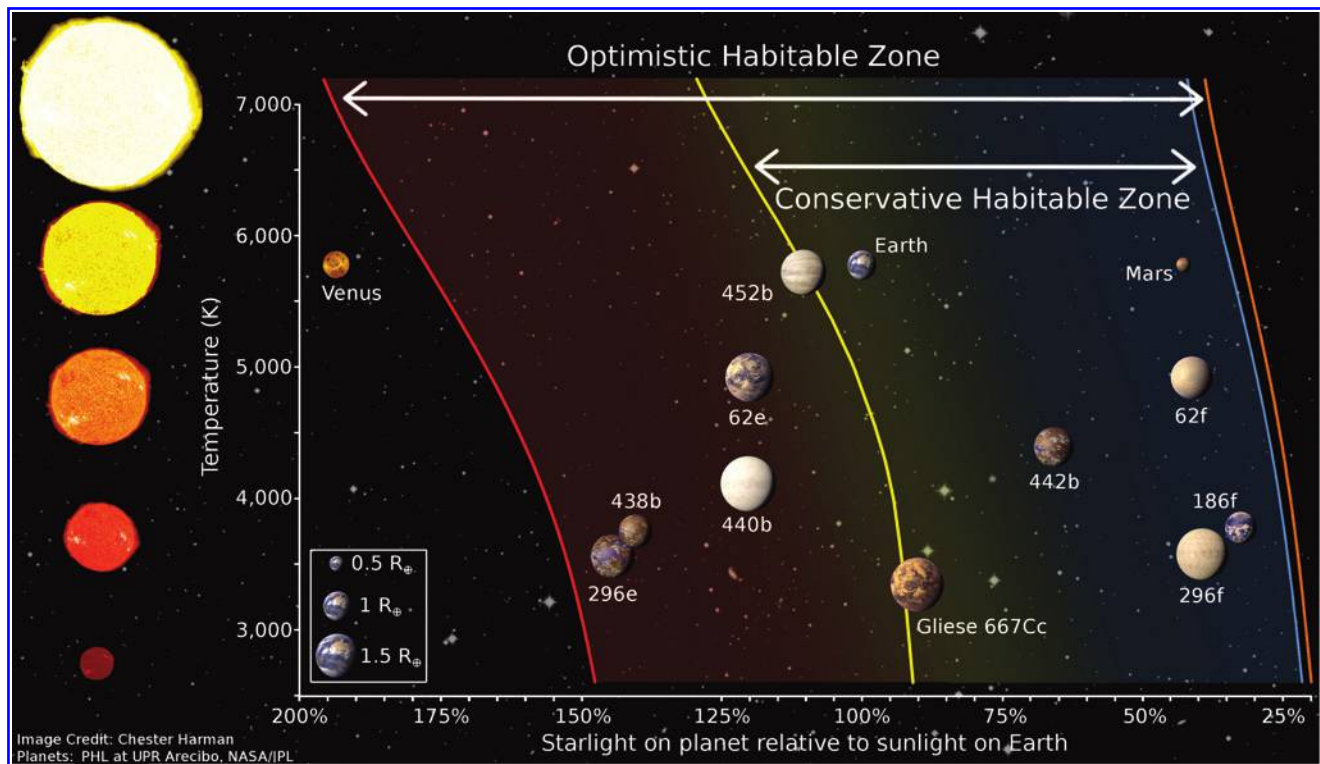 Optimistic Habitable Zone
7,000
Conservative Habitable Zone
6,000
Earth
Venus
452b
Mars
5,000
62e
62f
Temperature (K)
4,000
438b
440b
442b
186f
296e
296f
0.5 R⊕
1 R⊕
1.5 R⊕
Gliese 667Cc
3,000
200% 175% 150% 125% 100% 75% 50% 25%
Starlight on planet relative to sunlight on Earth
Image Credit: Chester Harman
Planets: PHL at UPR Arecibo, NASA/JPL